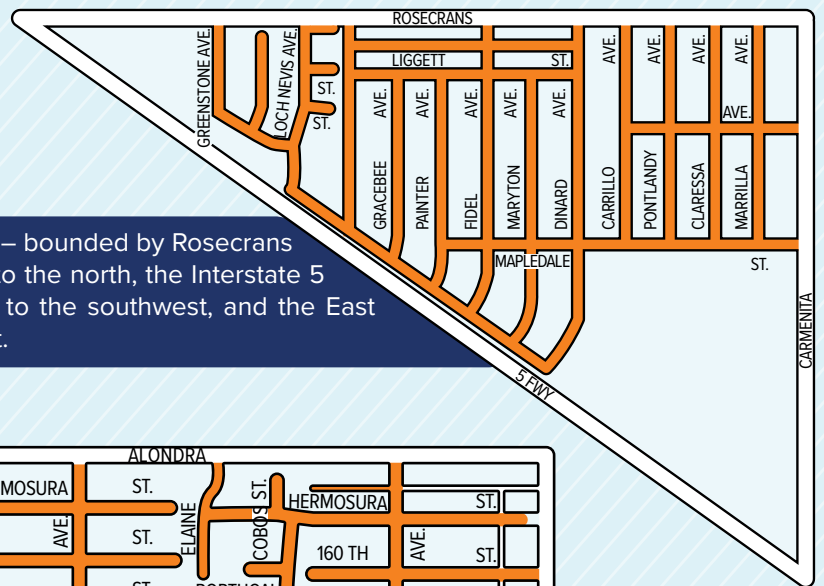 ROSECRANS
GREENSTONE AVE.
LOCH NEVIS AVE.
ST.
ST.
LIGGETT ST.
GRACEBEE AVE.
PAINTER AVE.
FIDEL AVE.
MARYTON AVE.
DINARD AVE.
CARRILLO AVE.
PONTLANDY AVE.
CLARESSA AVE.
MARRILLA AVE.
AVE.
MAPLEDALE ST.
CARMENITA
5 FWY
– bounded by Rosecrans
to the north, the Interstate 5
to the southwest, and the East
ALONDRA
MOSURA ST.
AVE.
ST.
ELAINE
COBOS ST.
HERMOSURA ST.
160 TH ST.
AVE.